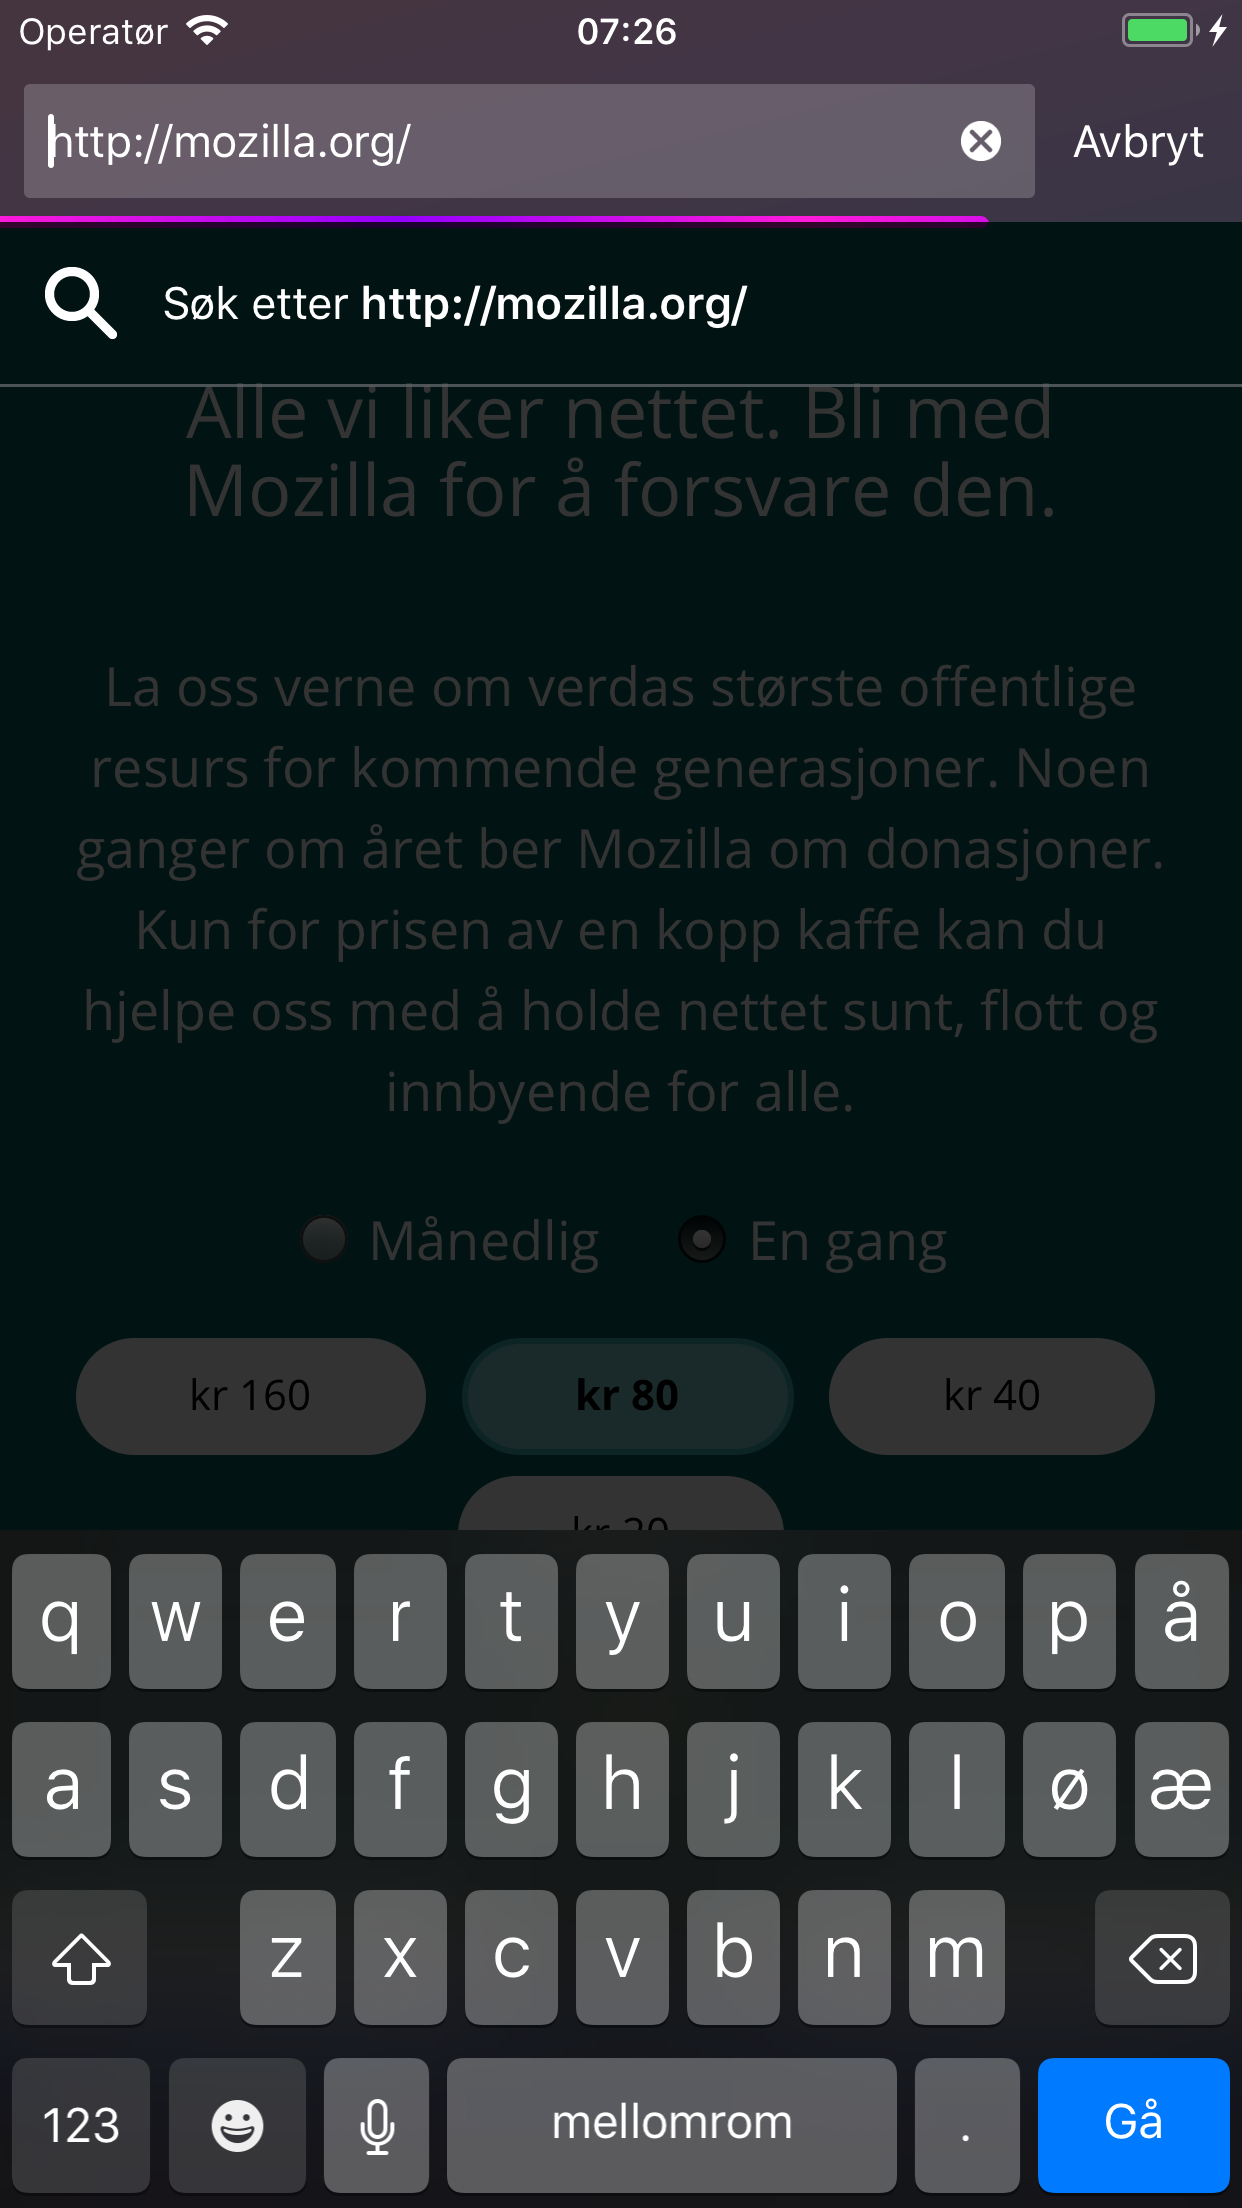 Operatør 07:26
http://mozilla.org/ Avbryt
Søk etter http://mozilla.org/
Alle vi liker nettet. Bli med
Mozilla for å forsvare den.
La oss verne om verdas største offentlige
resurs for kommende generasjoner. Noen
ganger om året ber Mozilla om donasjoner.
Kun for prisen av en kopp kaffe kan du
hjelpe oss med å holde nettet sunt, flott og
innbyende for alle.
Månedlig En gang
kr 160 kr 80 kr 40
kr 20
q w e r t y u i o p å
a s d f g h j k l ø æ
z x c v b n m
123 mellomrom . Gå